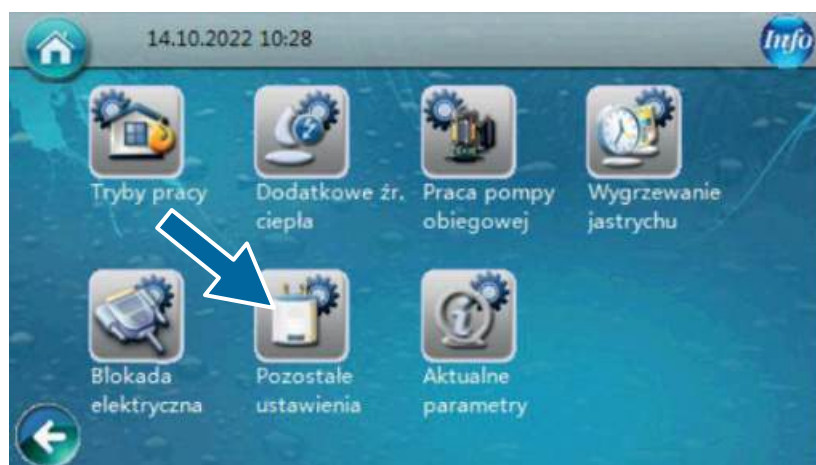 14.10.2022 10:28
Info
Tryby pracy
Dodatkowe źr.
ciepła
Praca pompy
obiegowej
Wygrzewanie
jastrychu
Blokada
elektryczna
Pozostałe
ustawienia
Aktualne
parametry